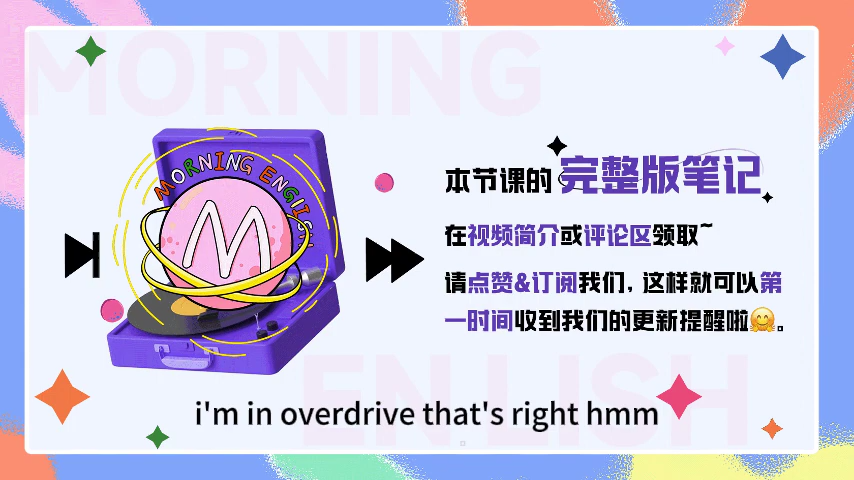 MORNING
MORNING ENGLISH
M
本节课的完整版笔记
在视频简介或评论区领取~
请点赞&订阅我们，这样就可以第
一时间收到我们的更新提醒啦🤗。
ENGLISH
i'm in overdrive that's right hmm